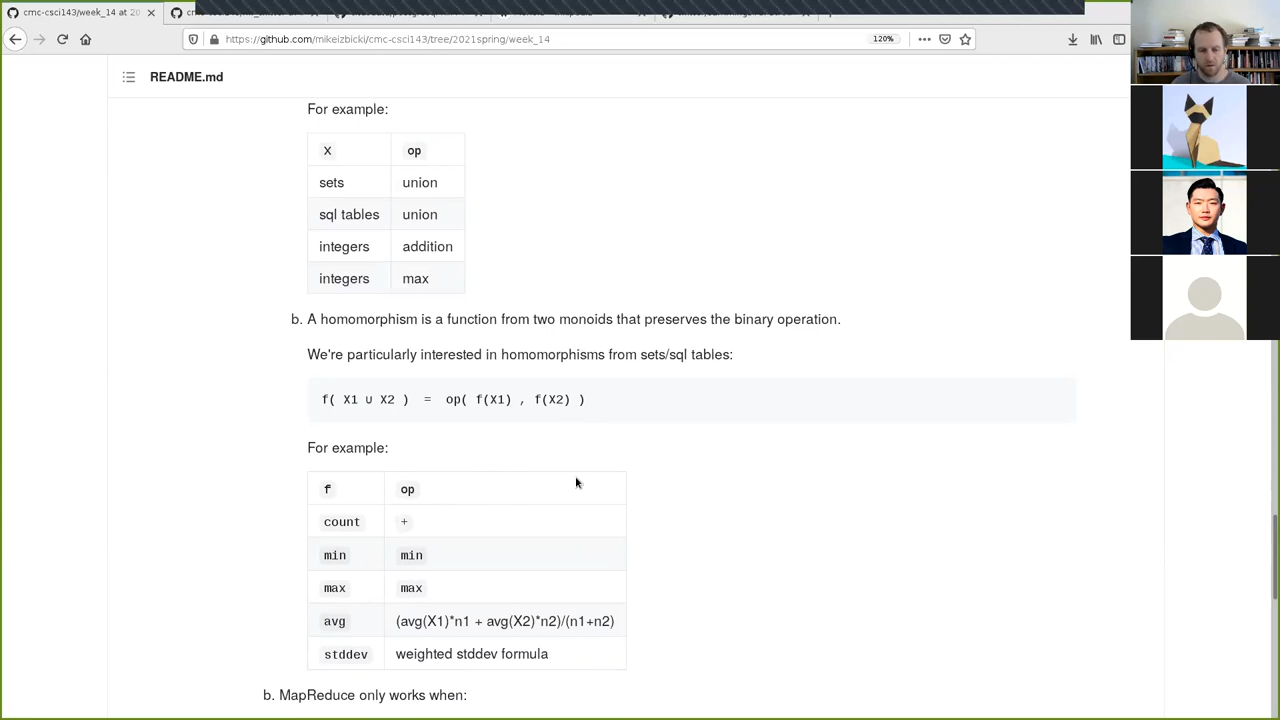 cmc-csci143/week_14 at 20
https://github.com/mikeizbicki/cmc-csci143/tree/2021spring/week_14
120%
README.md
For example:
X op
sets union
sql tables union
integers addition
integers max
b. A homomorphism is a function from two monoids that preserves the binary operation.
We're particularly interested in homomorphisms from sets/sql tables:
f( X1 ∪ X2 ) = op( f(X1) , f(X2) )
For example:
f op
count +
min min
max max
avg (avg(X1)*n1 + avg(X2)*n2)/(n1+n2)
stddev weighted stddev formula
b. MapReduce only works when: